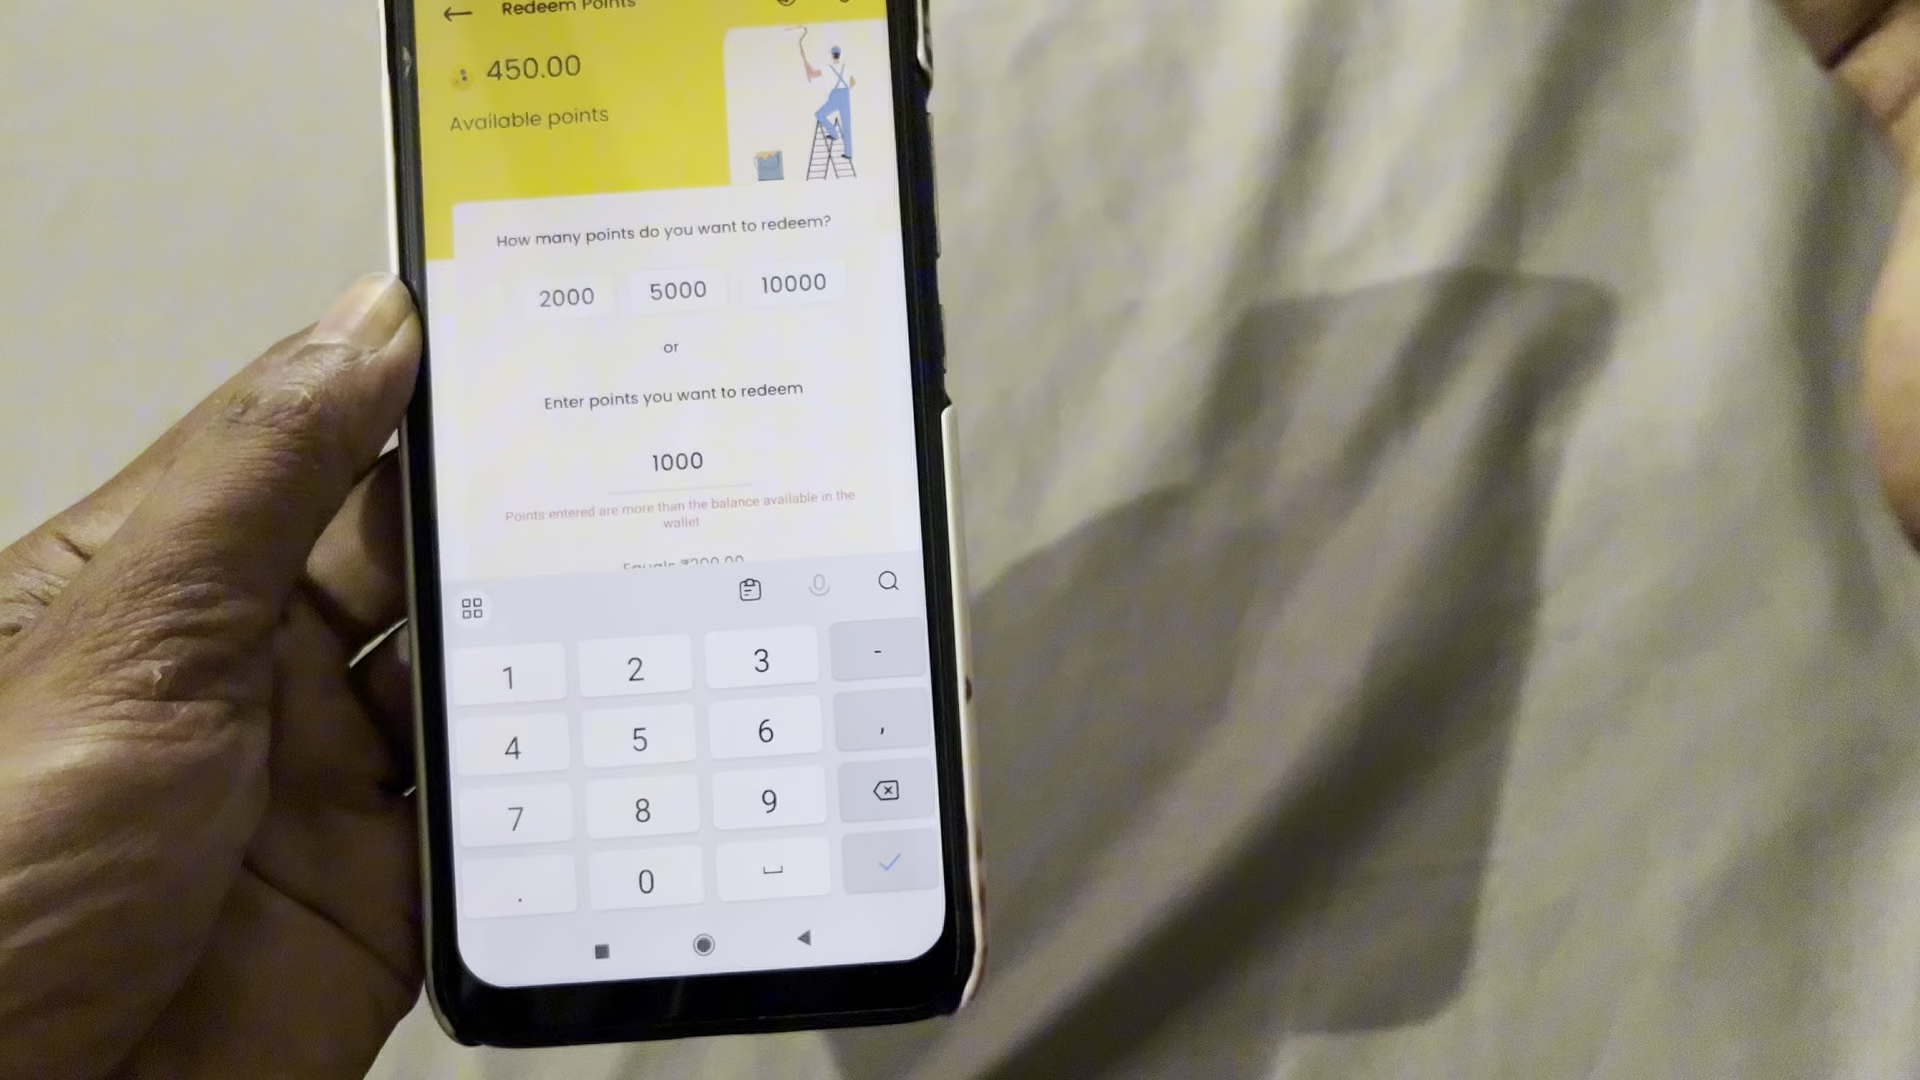 Redeem Points
450.00
Available points
How many points do you want to redeem?
2000 5000 10000
or
Enter points you want to redeem
1000
Points entered are more than the balance available in the
wallet
Equals
1 2 3 -
4 5 6 ,
7 8 9
. 0